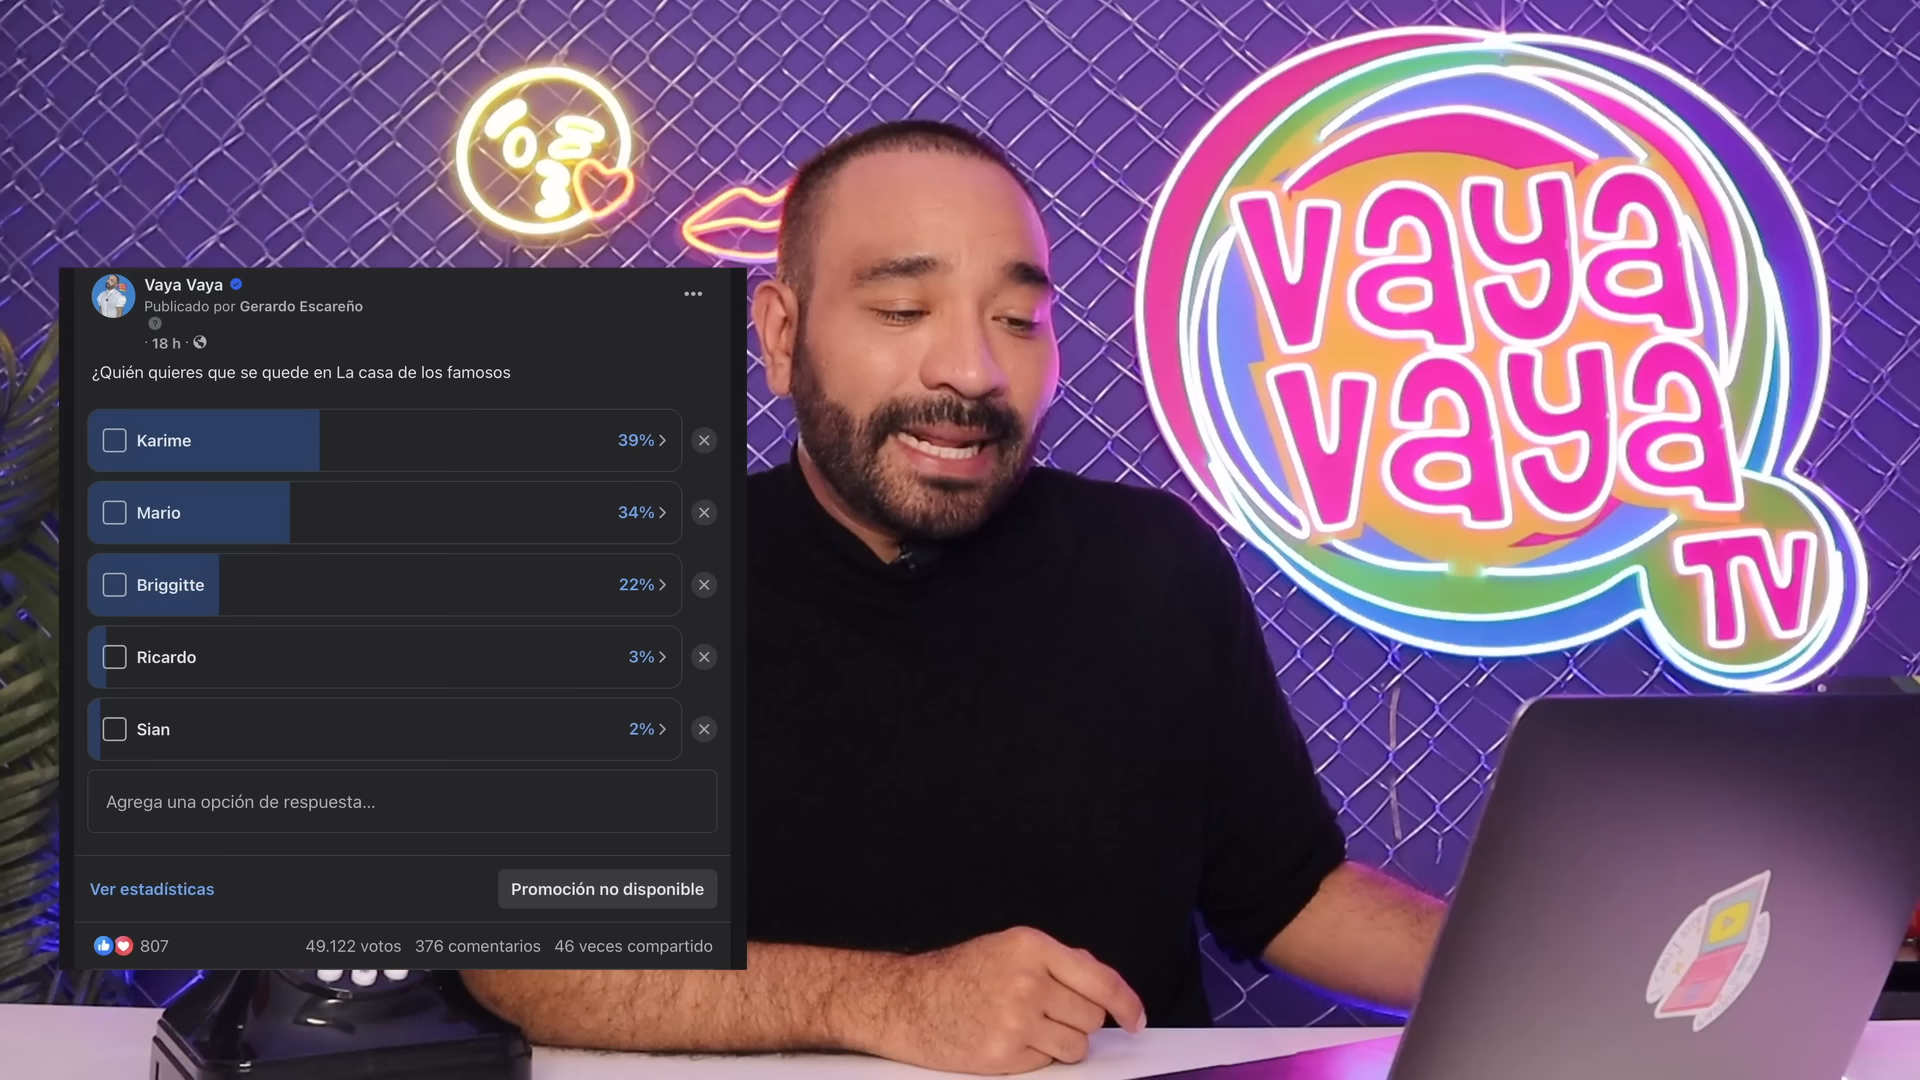 Vaya Vaya
Publicado por Gerardo Escareño
· 18 h ·
¿Quién quieres que se quede en La casa de los famosos
Karime 39%
Mario 34%
Briggitte 22%
Ricardo 3%
Sian 2%
Agrega una opción de respuesta...
Ver estadísticas Promoción no disponible
807 49.122 votos 376 comentarios 46 veces compartido
vaya
vaya
TV